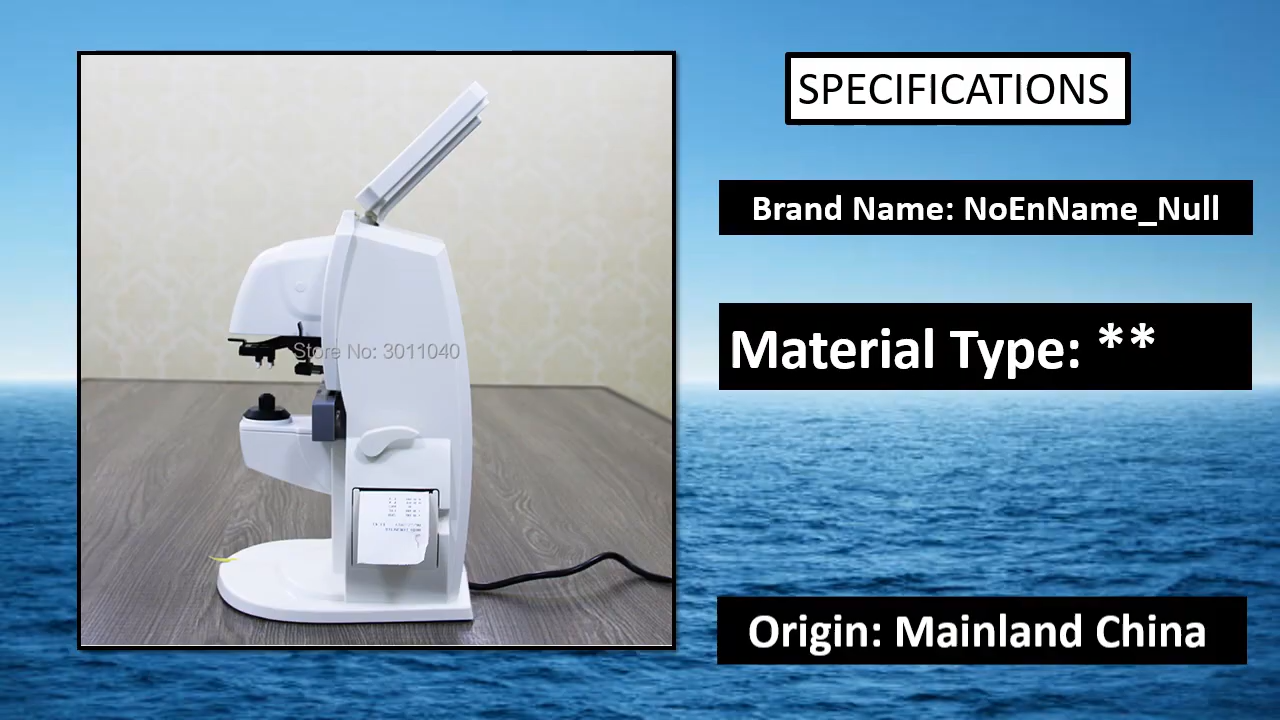 SPECIFICATIONS
Brand Name: NoEnName_Null
Store No: 3011040
Material Type: **
Origin: Mainland China